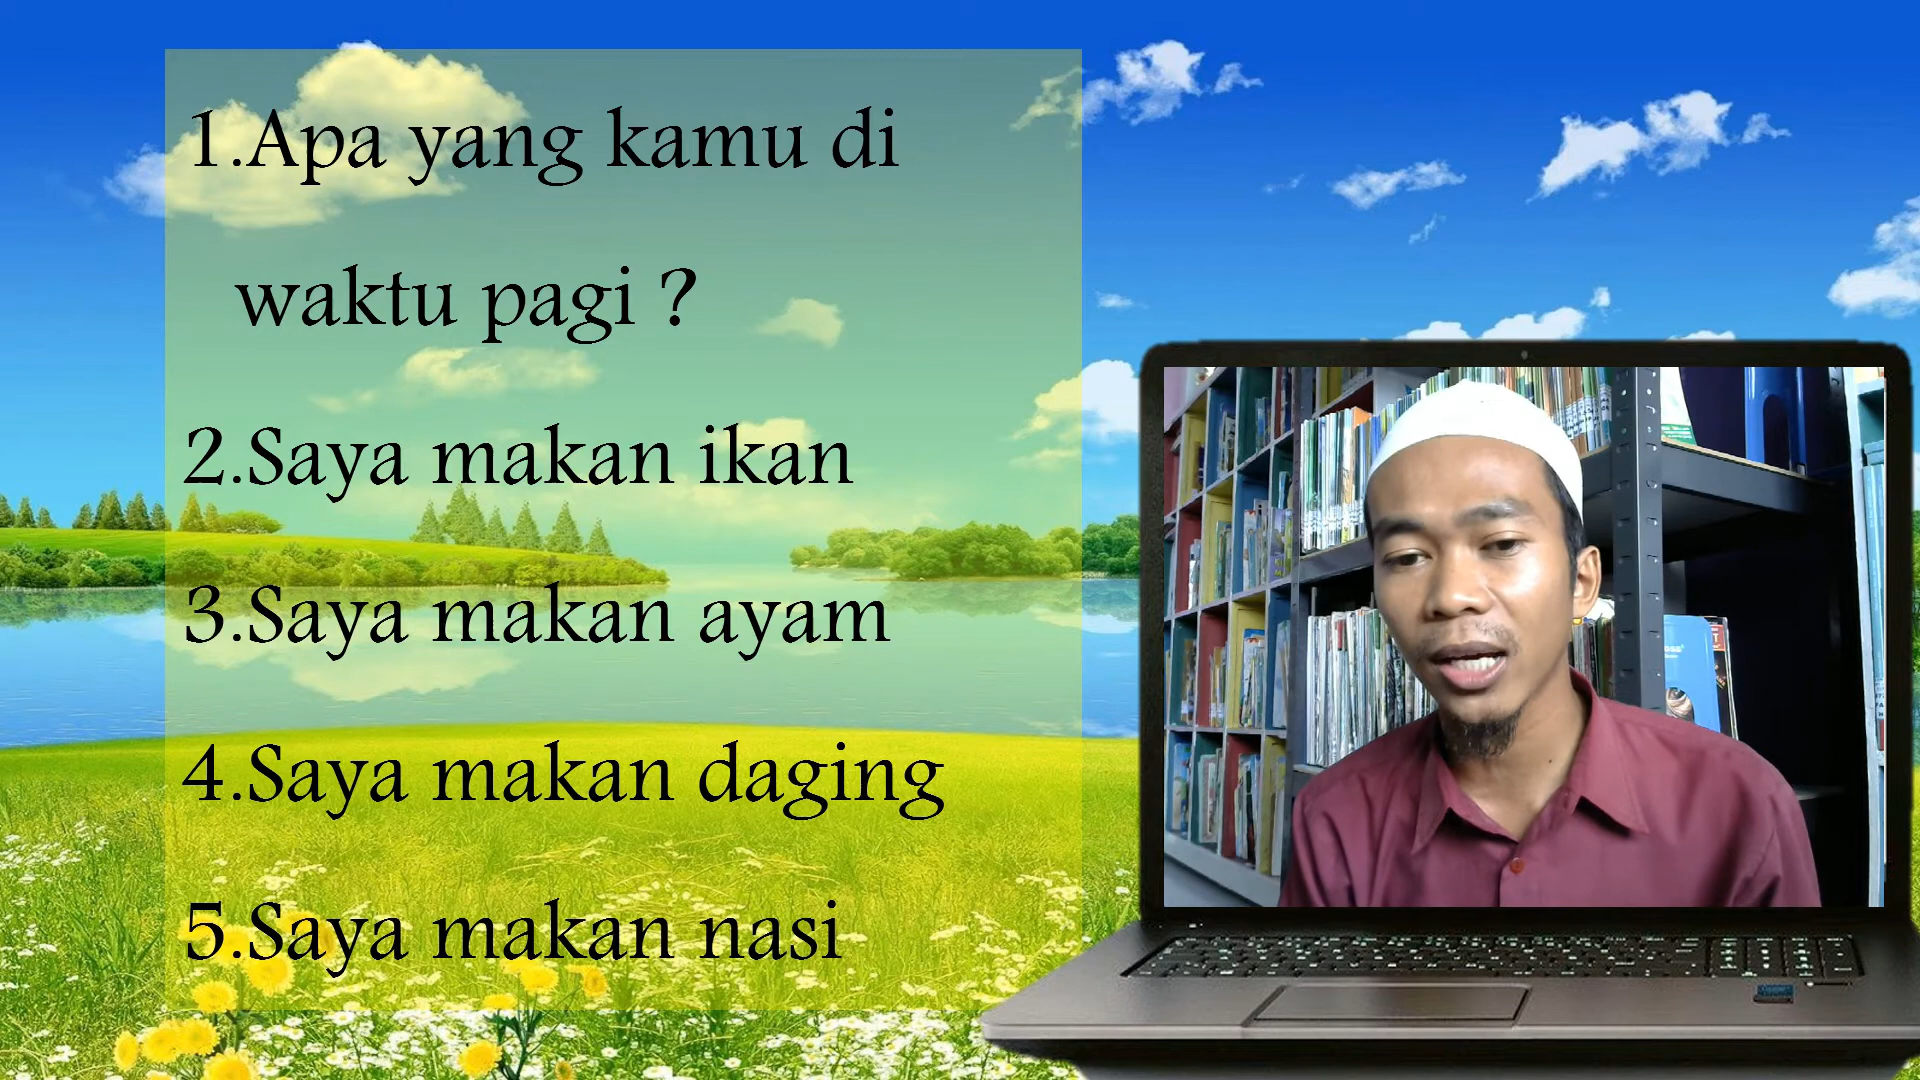 1.Apa yang kamu di
waktu pagi ?
2.Saya makan ikan
3.Saya makan ayam
4.Saya makan daging
5.Saya makan nasi